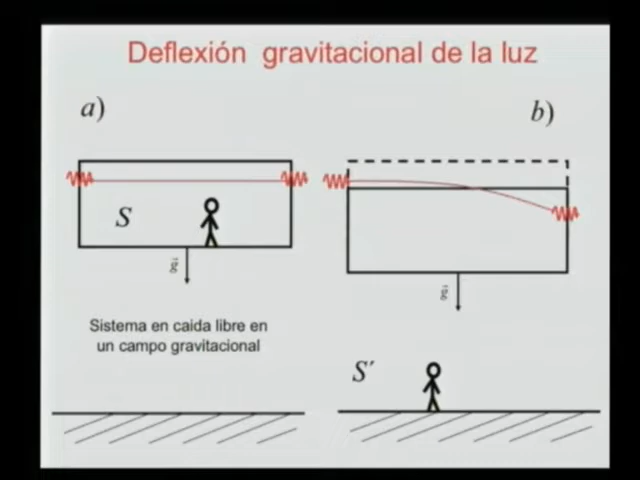 Deflexión gravitacional de la luz
a)
b)
S
Sistema en caida libre en
un campo gravitacional
S´